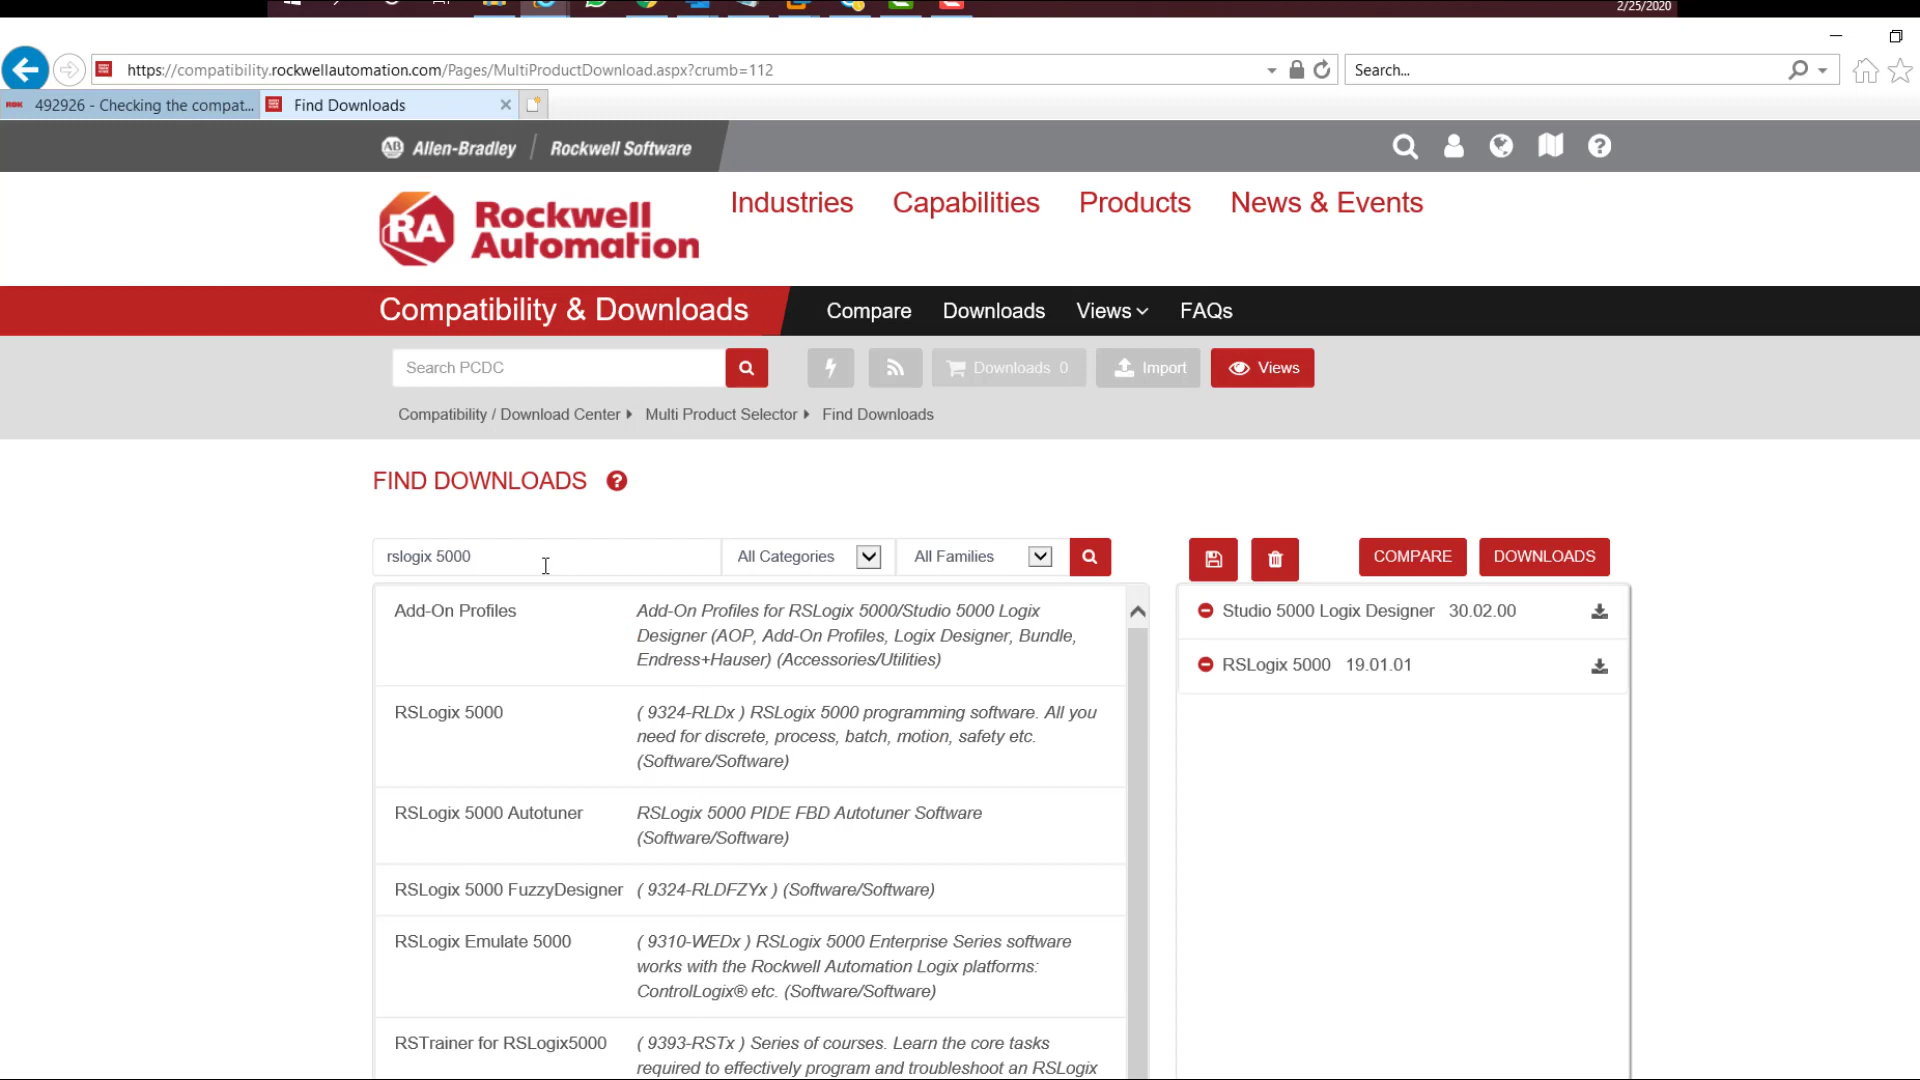 2/25/2020
https://compatibility.rockwellautomation.com/Pages/MultiProductDownload.aspx?crumb=112
Search...
ROK 492926 - Checking the compat...
Find Downloads
AB Allen-Bradley Rockwell Software
?
RA Rockwell
Automation
Industries Capabilities Products News & Events
Compatibility & Downloads
Compare Downloads Views FAQs
Search PCDC
Downloads 0
Import
Views
Compatibility / Download Center
Multi Product Selector
Find Downloads
FIND DOWNLOADS ?
rslogix 5000
All Categories
All Families
COMPARE
DOWNLOADS
Add-On Profiles
Add-On Profiles for RSLogix 5000/Studio 5000 Logix
Designer (AOP, Add-On Profiles, Logix Designer, Bundle,
Endress+Hauser) (Accessories/Utilities)
RSLogix 5000
( 9324-RLDx ) RSLogix 5000 programming software. All you
need for discrete, process, batch, motion, safety etc.
(Software/Software)
RSLogix 5000 Autotuner
RSLogix 5000 PIDE FBD Autotuner Software
(Software/Software)
RSLogix 5000 FuzzyDesigner
( 9324-RLDFZYx ) (Software/Software)
RSLogix Emulate 5000
( 9310-WEDx ) RSLogix 5000 Enterprise Series software
works with the Rockwell Automation Logix platforms:
ControlLogix® etc. (Software/Software)
RSTrainer for RSLogix5000
( 9393-RSTx ) Series of courses. Learn the core tasks
required to effectively program and troubleshoot an RSLogix
Studio 5000 Logix Designer 30.02.00
RSLogix 5000 19.01.01